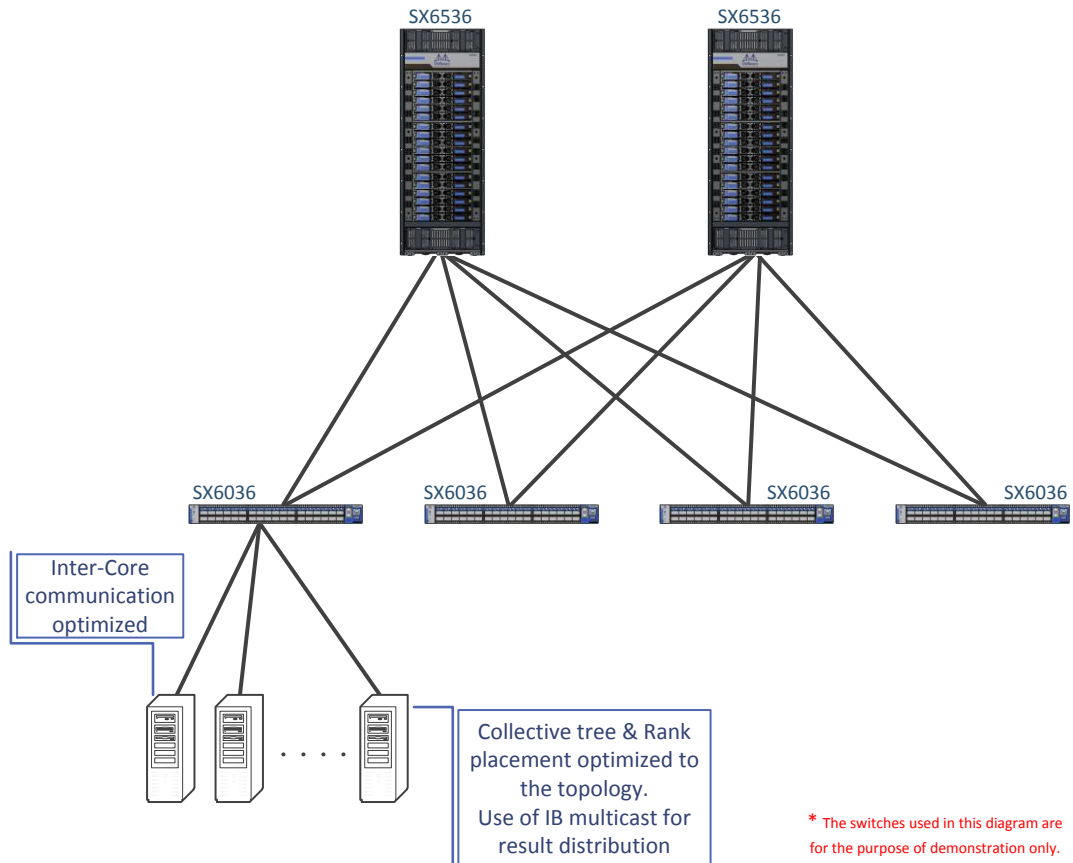 SX6536
SX6536
SX6036
SX6036
SX6036
SX6036
Inter-Core
communication
optimized
Collective tree & Rank
placement optimized to
the topology.
Use of IB multicast for
result distribution
* The switches used in this diagram are
for the purpose of demonstration only.